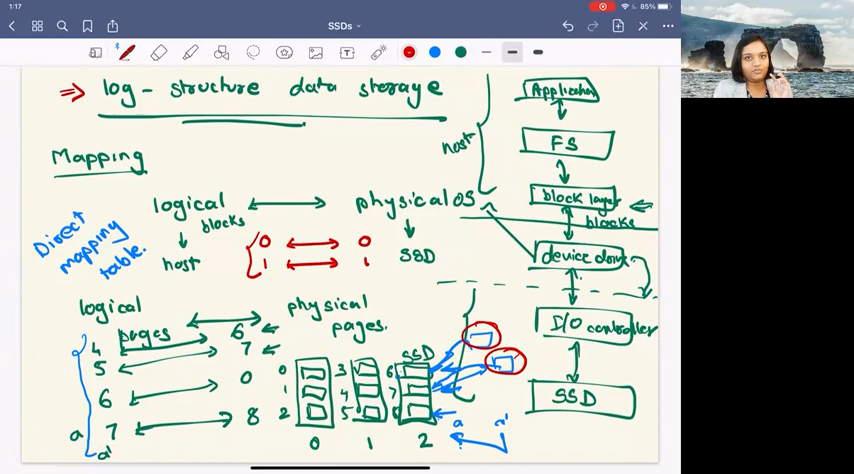 1:17
85%
SSDs
⇒ log - structure data storage
Mapping
logical ↔ physical
blocks
host
SSD
0 ↔ 0
1 ↔ 1
Direct
mapping
table.
logical
pages ↔ physical
pages.
4 6
5 7
6 0
a 7 8
a'
SSD
0 3 6
1 4 7
2 5
0 1 2
a a'
host
OS
Application
FS
block layer
blocks
device
I/O controller
SSD